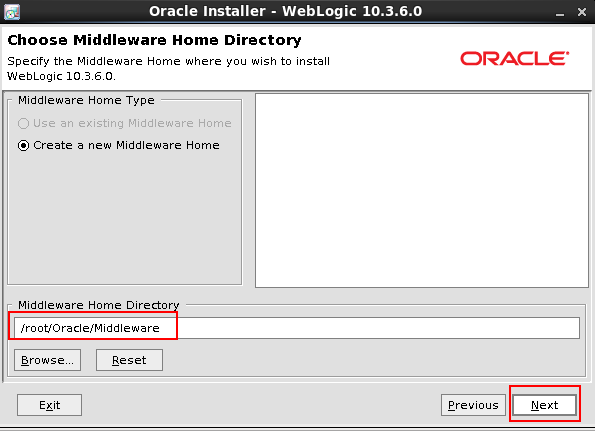 Oracle Installer - WebLogic 10.3.6.0
Choose Middleware Home Directory
Specify the Middleware Home where you wish to install
WebLogic 10.3.6.0.
ORACLE
Middleware Home Type
Use an existing Middleware Home
Create a new Middleware Home
Middleware Home Directory
/root/Oracle/Middleware
Browse... Reset
Exit Previous Next